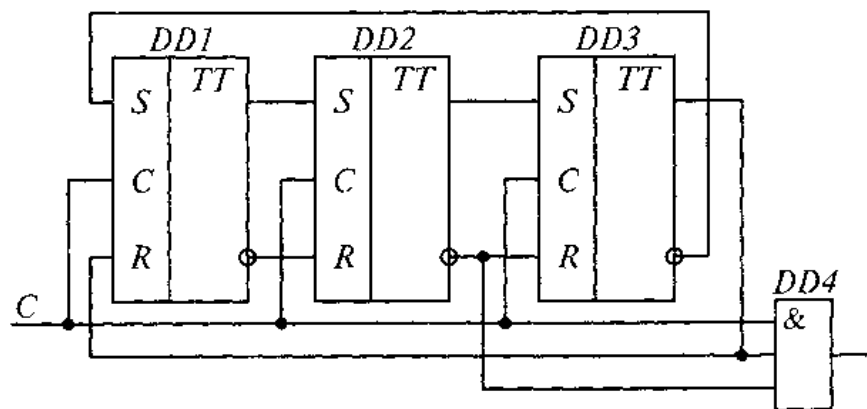 DD1 DD2 DD3
S TT S TT S TT
C C C
R R R
DD4
C &